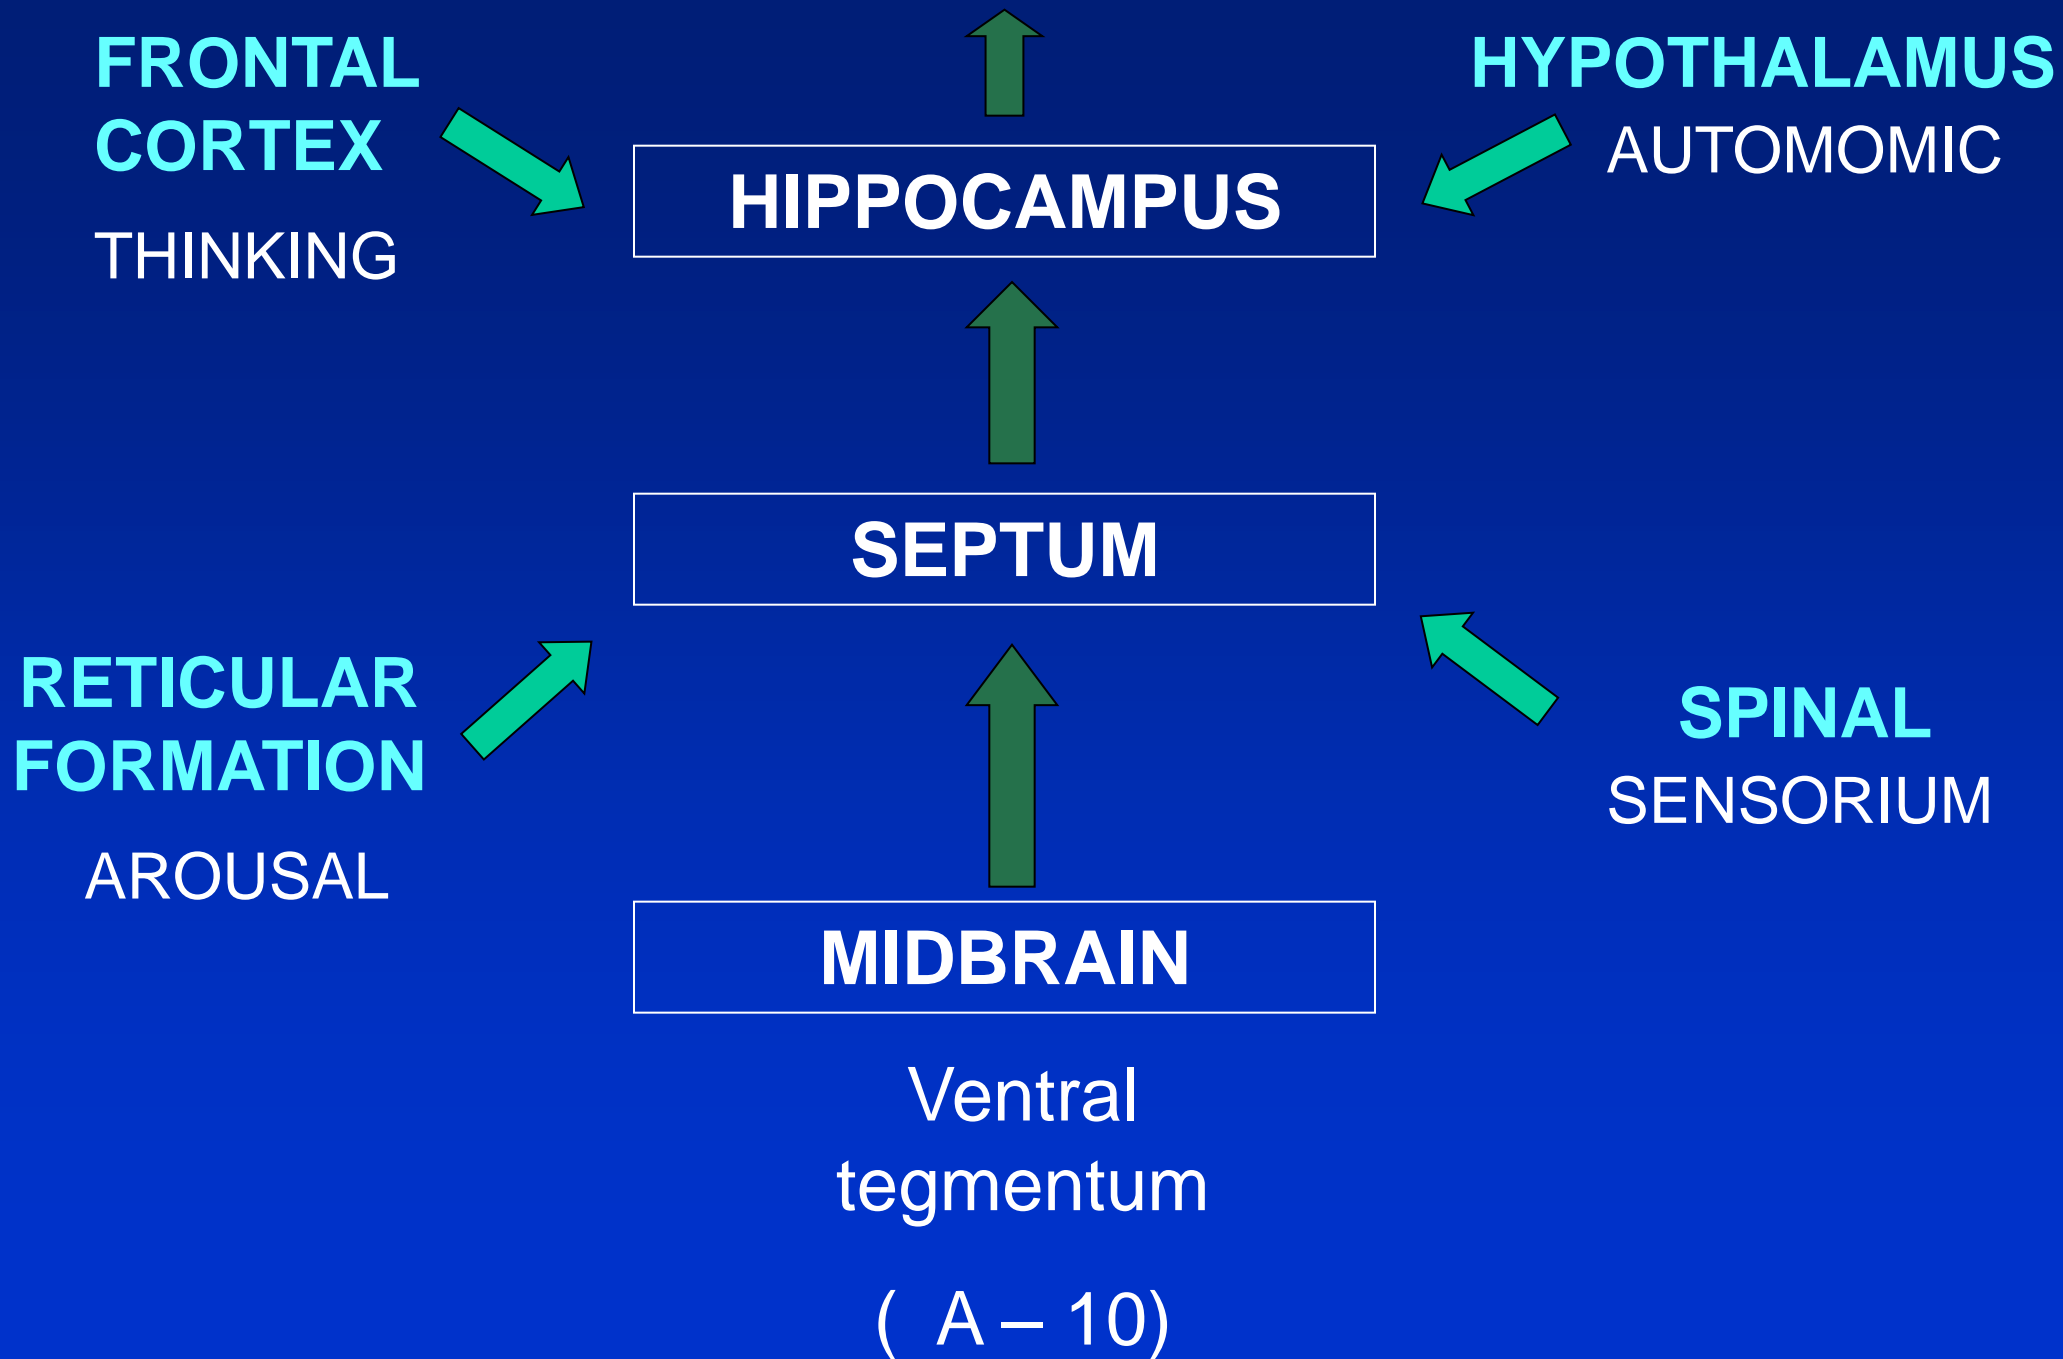 FRONTAL
CORTEX
THINKING
HYPOTHALAMUS
AUTOMOMIC
HIPPOCAMPUS
SEPTUM
RETICULAR
FORMATION
AROUSAL
SPINAL
SENSORIUM
MIDBRAIN
Ventral
tegmentum
( A – 10)